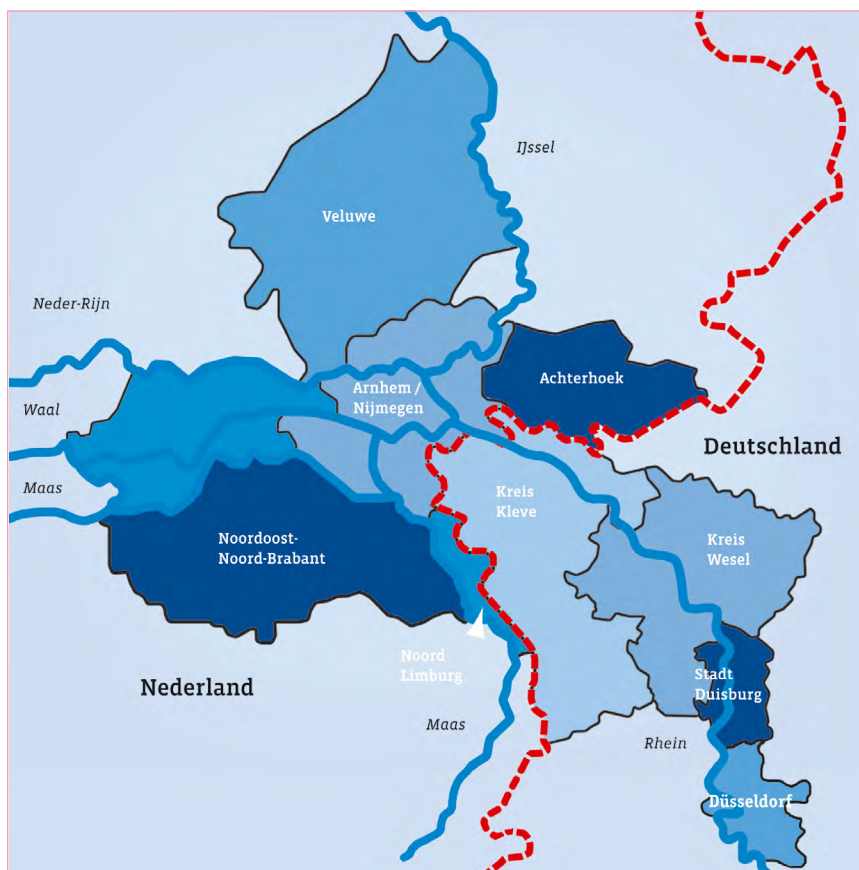 IJssel
Veluwe
Neder-Rijn
Achterhoek
Arnhem /
Nijmegen
Waal
Deutschland
Maas
Kreis
Kleve
Noordoost-
Noord-Brabant
Kreis
Wesel
Noord
Limburg
Stadt
Duisburg
Nederland
Maas
Rhein
Düsseldorf